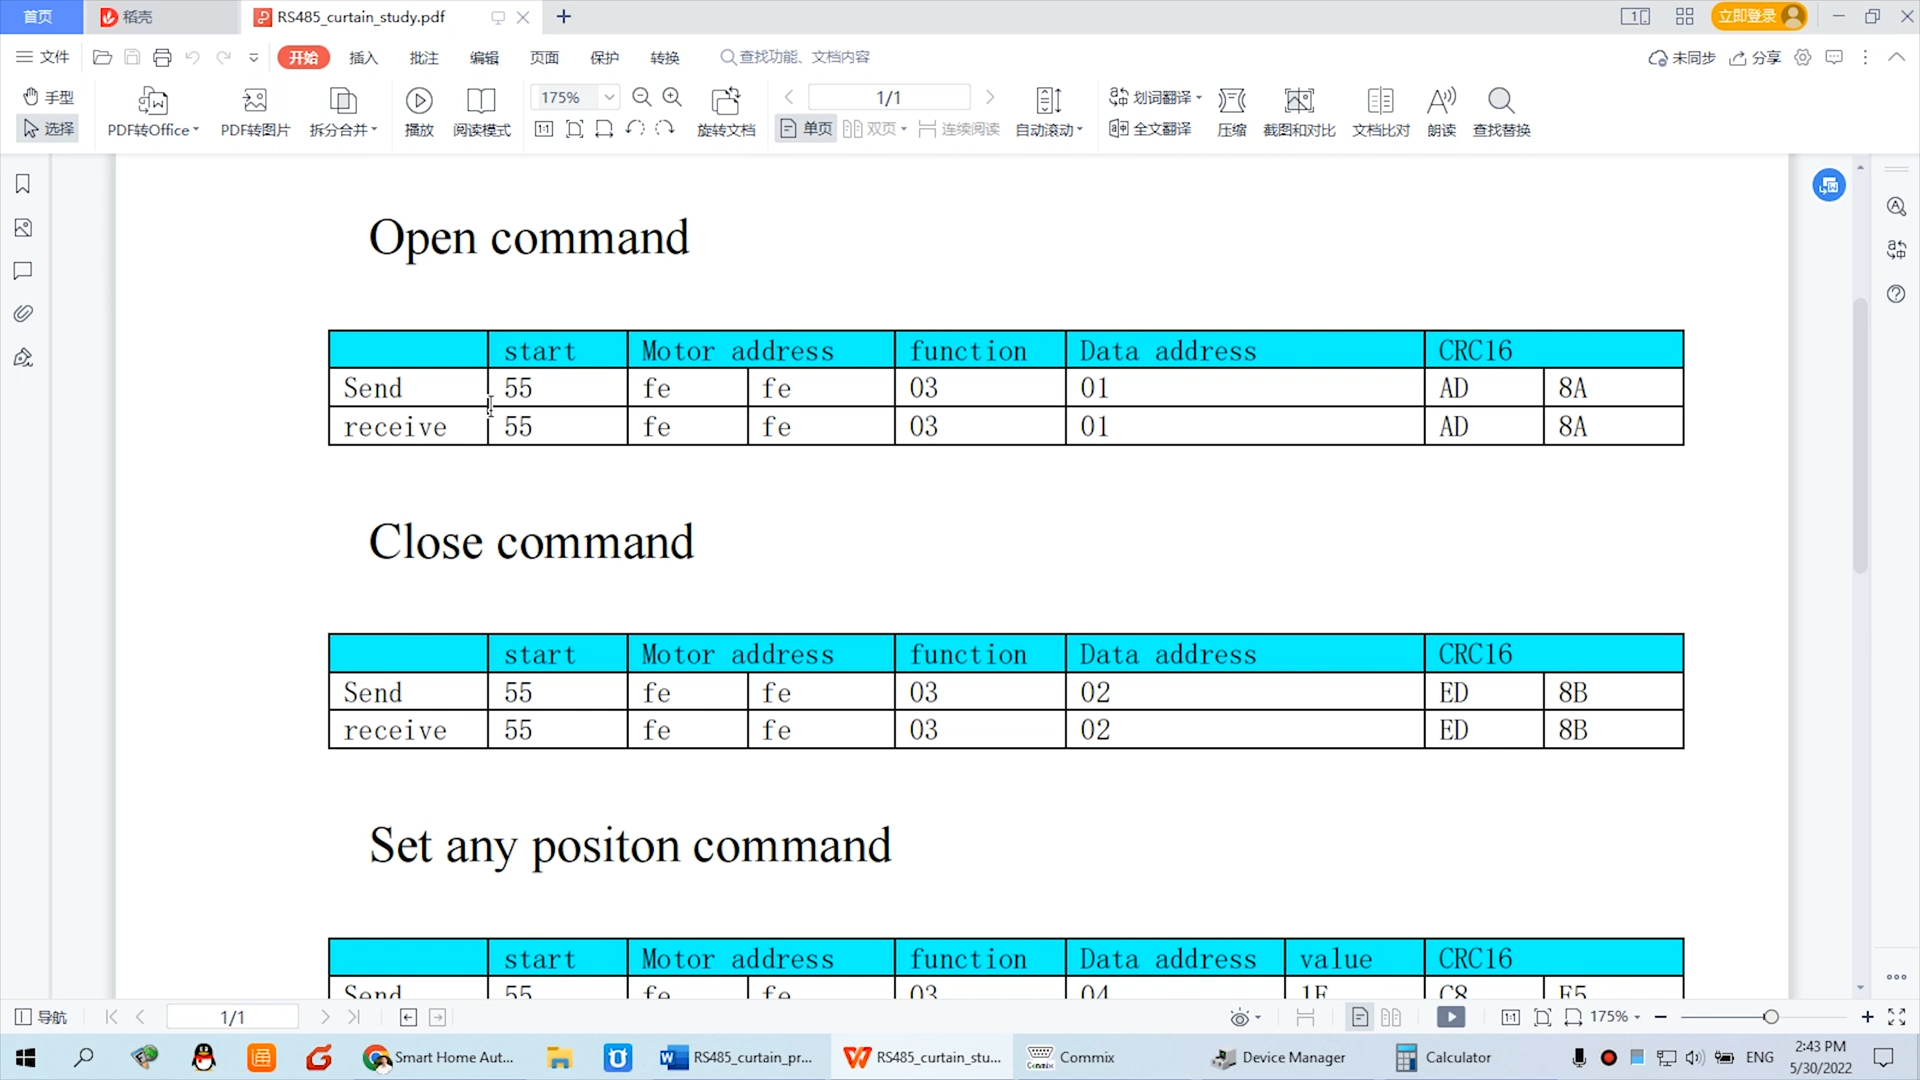 首页 稻壳 RS485_curtain_study.pdf 立即登录
文件 开始 插入 批注 编辑 页面 保护 转换 查找功能、文档内容 未同步 分享
手型 175% 1/1 划词翻译
选择 PDF转Office PDF转图片 拆分合并 播放 阅读模式 旋转文档 单页 双页 连续阅读 自动滚动 全文翻译 压缩 截图和对比 文档比对 朗读 查找替换
Open command
start Motor address function Data address CRC16
Send 55 fe fe 03 01 AD 8A
receive 55 fe fe 03 01 AD 8A
Close command
start Motor address function Data address CRC16
Send 55 fe fe 03 02 ED 8B
receive 55 fe fe 03 02 ED 8B
Set any positon command
start Motor address function Data address value CRC16
Send 55 fe fe 03 04 1E C8
导航 1/1 175%
Smart Home Aut... RS485_curtain_pr... RS485_curtain_stu... Commix Device Manager Calculator ENG 2:43 PM
5/30/2022